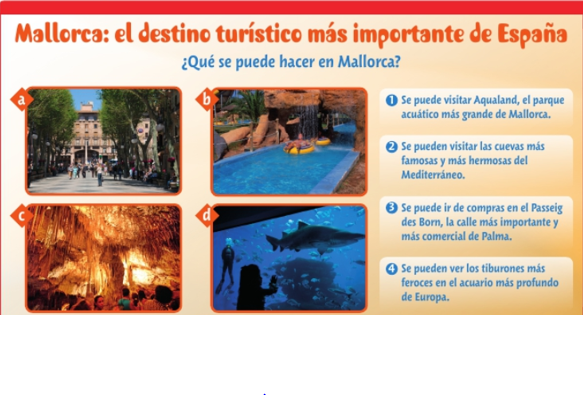 Mallorca: el destino turístico más importante de España
¿Qué se puede hacer en Mallorca?
a
b
1 Se puede visitar Aqualand, el parque
acuático más grande de Mallorca.
2 Se pueden visitar las cuevas más
famosas y más hermosas del
Mediterráneo.
c
d
3 Se puede ir de compras en el Passeig
des Born, la calle más importante y
más comercial de Palma.
4 Se pueden ver los tiburones más
feroces en el acuario más profundo
de Europa.